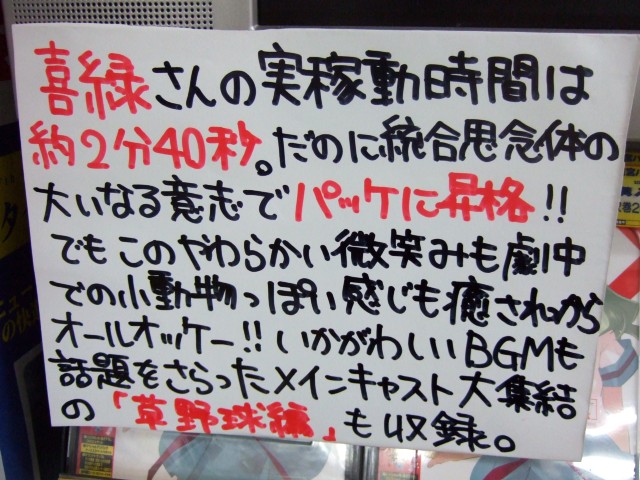 喜緑さんの実稼動時間は
約2分40秒。だのに統合思念体の
大いなる意志でパッケに昇格!!
でもこのやわらかい微笑みも劇中
での小動物っぽい感じも癒されっから
オールオッケー!!いかがわしいBGMも
話題をさらったメインキャスト大集結
の「草野球編」も収録。